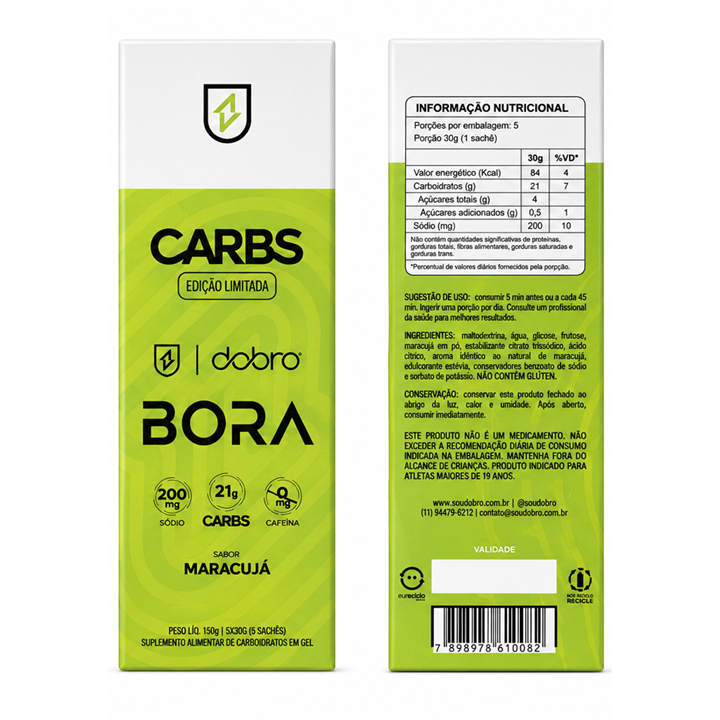 CARBS
EDIÇÃO LIMITADA
dobro®
BORA
200 mg
SÓDIO
21g
CARBS
0 mg
CAFEÍNA
SABOR
MARACUJÁ
PESO LÍQ. 150g | 5X30G (5 SACHÊS)
SUPLEMENTO ALIMENTAR DE CARBOIDRATOS EM GEL
INFORMAÇÃO NUTRICIONAL
Porções por embalagem: 5
Porção 30g (1 sachê)
30g %VD*
Valor energético (Kcal) 84 4
Carboidratos (g) 21 7
Açúcares totais (g) 4
Açúcares adicionados (g) 0,5 1
Sódio (mg) 200 10
Não contém quantidades significativas de proteínas,
gorduras totais, fibras alimentares, gorduras saturadas e
gorduras trans.
*Percentual de valores diários fornecidos pela porpção.
SUGESTÃO DE USO: consumir 5 min antes ou a cada 45
min. Ingerir uma porção por dia. Consulte um profissional
da saúde para melhores resultados.
INGREDIENTES: maltodextrina, água, glicose, frutose,
maracujá em pó, estabilizante citrato trissódico, ácido
cítrico, aroma idêntico ao natural de maracujá,
edulcorante estévia, conservadores benzoato de sódio
e sorbato de potássio. NÃO CONTÉM GLÚTEN.
CONSERVAÇÃO: conservar este produto fechado ao
abrigo da luz, calor e umidade. Após aberto,
consumir imediatamente.
ESTE PRODUTO NÃO É UM MEDICAMENTO. NÃO
EXCEDER A RECOMENDAÇÃO DIÁRIA DE CONSUMO
INDICADA NA EMBALAGEM. MANTENHA FORA DO
ALCANCE DE CRIANÇAS. PRODUTO INDICADO PARA
ATLETAS MAIORES DE 19 ANOS.
www.soudobro.com.br | @soudobro
(11) 94479-6212 | contato@soudobro.com.br
VALIDADE
eureciclo
RECICLE
7 898978 610082